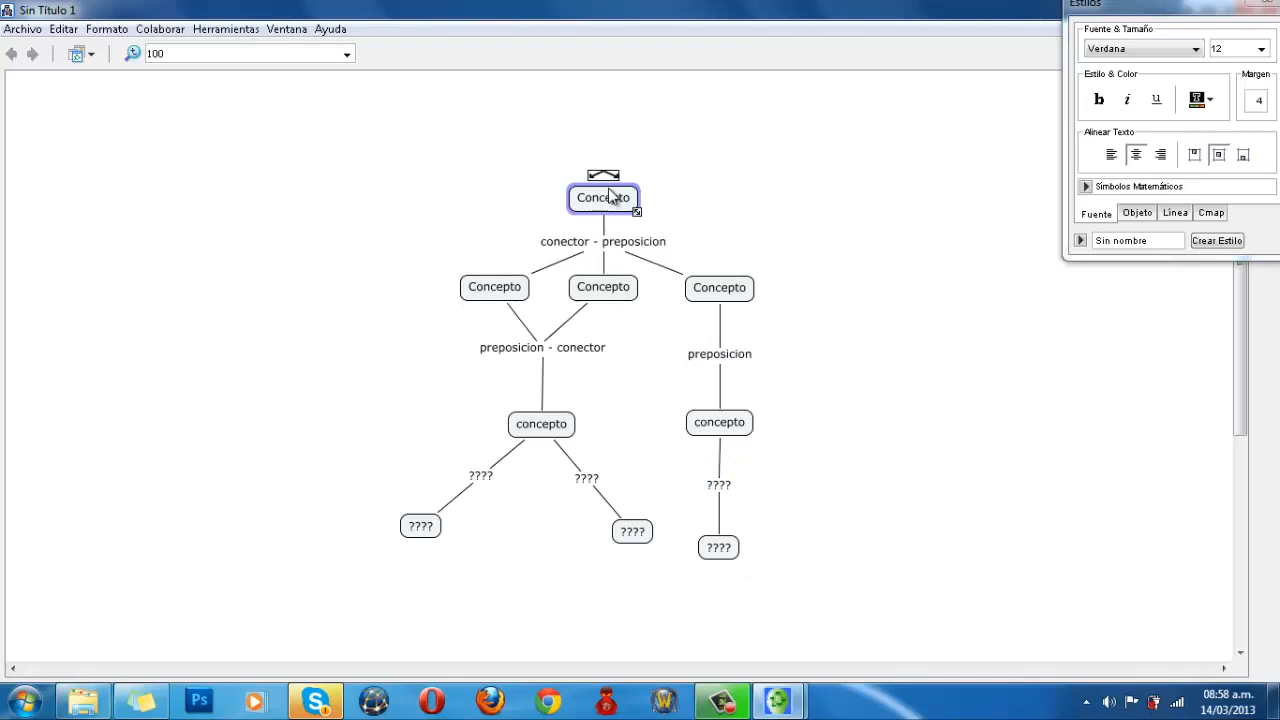 Sin Título 1
Estilos
Archivo Editar Formato Colaborar Herramientas Ventana Ayuda
100
Fuente & Tamaño
Verdana 12
Estilo & Color Margen
b i u T 4
Alinear Texto
Símbolos Matemáticos
Fuente Objeto Línea Cmap
Sin nombre Crear Estilo
Concepto
conector - preposicion
Concepto Concepto Concepto
preposicion - conector preposicion
concepto concepto
???? ???? ????
???? ???? ????
Ps S W
08:58 a.m.
14/03/2013